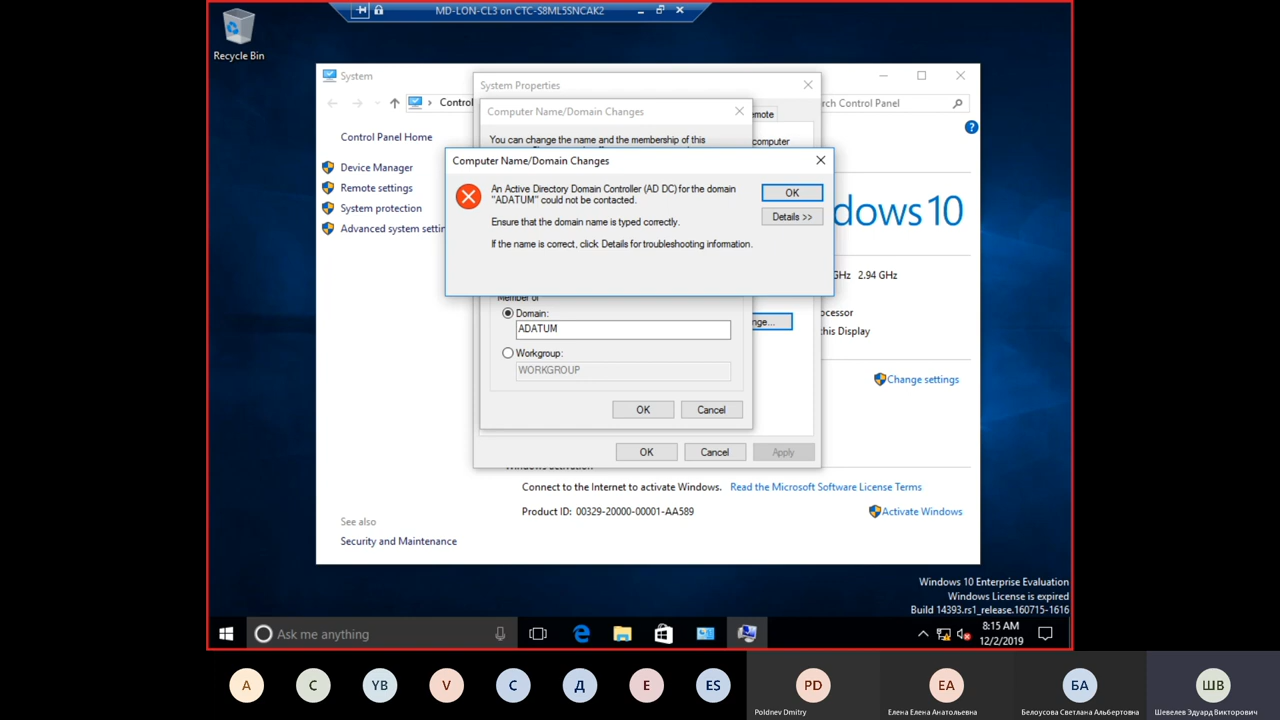 MD-LON-CL3 on CTC-S8ML5SNCAK2
Recycle Bin
System
System Properties
Contro
rch Control Panel
Computer Name/Domain Changes
emote
Control Panel Home
You can change the name and the membership of this
computer
Computer Name/Domain Changes
Device Manager
Remote settings
System protection
Advanced system settin
An Active Directory Domain Controller (AD DC) for the domain
"ADATUM" could not be contacted.
Ensure that the domain name is typed correctly.
If the name is correct, click Details for troubleshooting information.
OK
Details >>
dows 10
GHz 2.94 GHz
Member of
Domain:
ADATUM
nge...
ocessor
this Display
Workgroup:
WORKGROUP
Change settings
OK
Cancel
OK
Cancel
Apply
Windows activation
Connect to the Internet to activate Windows. Read the Microsoft Software License Terms
Product ID: 00329-20000-00001-AA589
Activate Windows
See also
Security and Maintenance
Windows 10 Enterprise Evaluation
Windows License is expired
Build 14393.rs1_release.160715-1616
Ask me anything
8:15 AM
12/2/2019
A
C
YB
V
C
Д
E
ES
PD
EA
БА
ШВ
Poldnev Dmitry
Елена Елена Анатольевна
Белоусова Светлана Альбертовна
Шевелев Эдуард Викторович